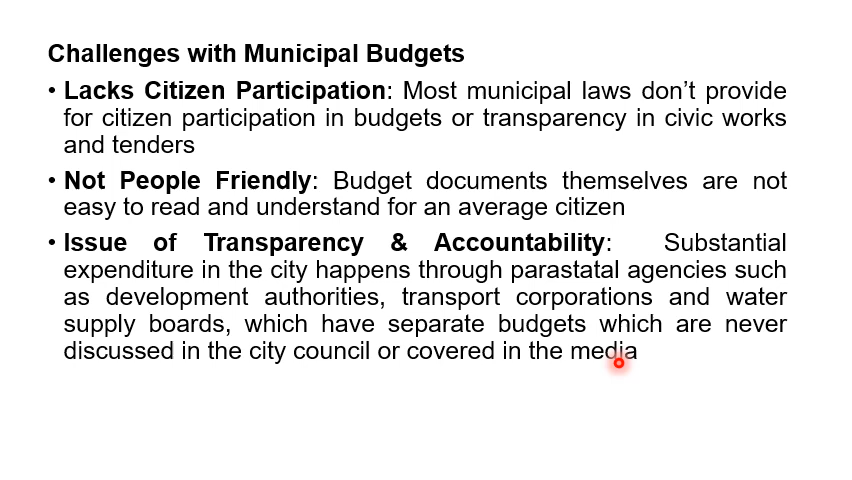 Challenges with Municipal Budgets
• Lacks Citizen Participation: Most municipal laws don’t provide
for citizen participation in budgets or transparency in civic works
and tenders
• Not People Friendly: Budget documents themselves are not
easy to read and understand for an average citizen
• Issue of Transparency & Accountability: Substantial
expenditure in the city happens through parastatal agencies such
as development authorities, transport corporations and water
supply boards, which have separate budgets which are never
discussed in the city council or covered in the media